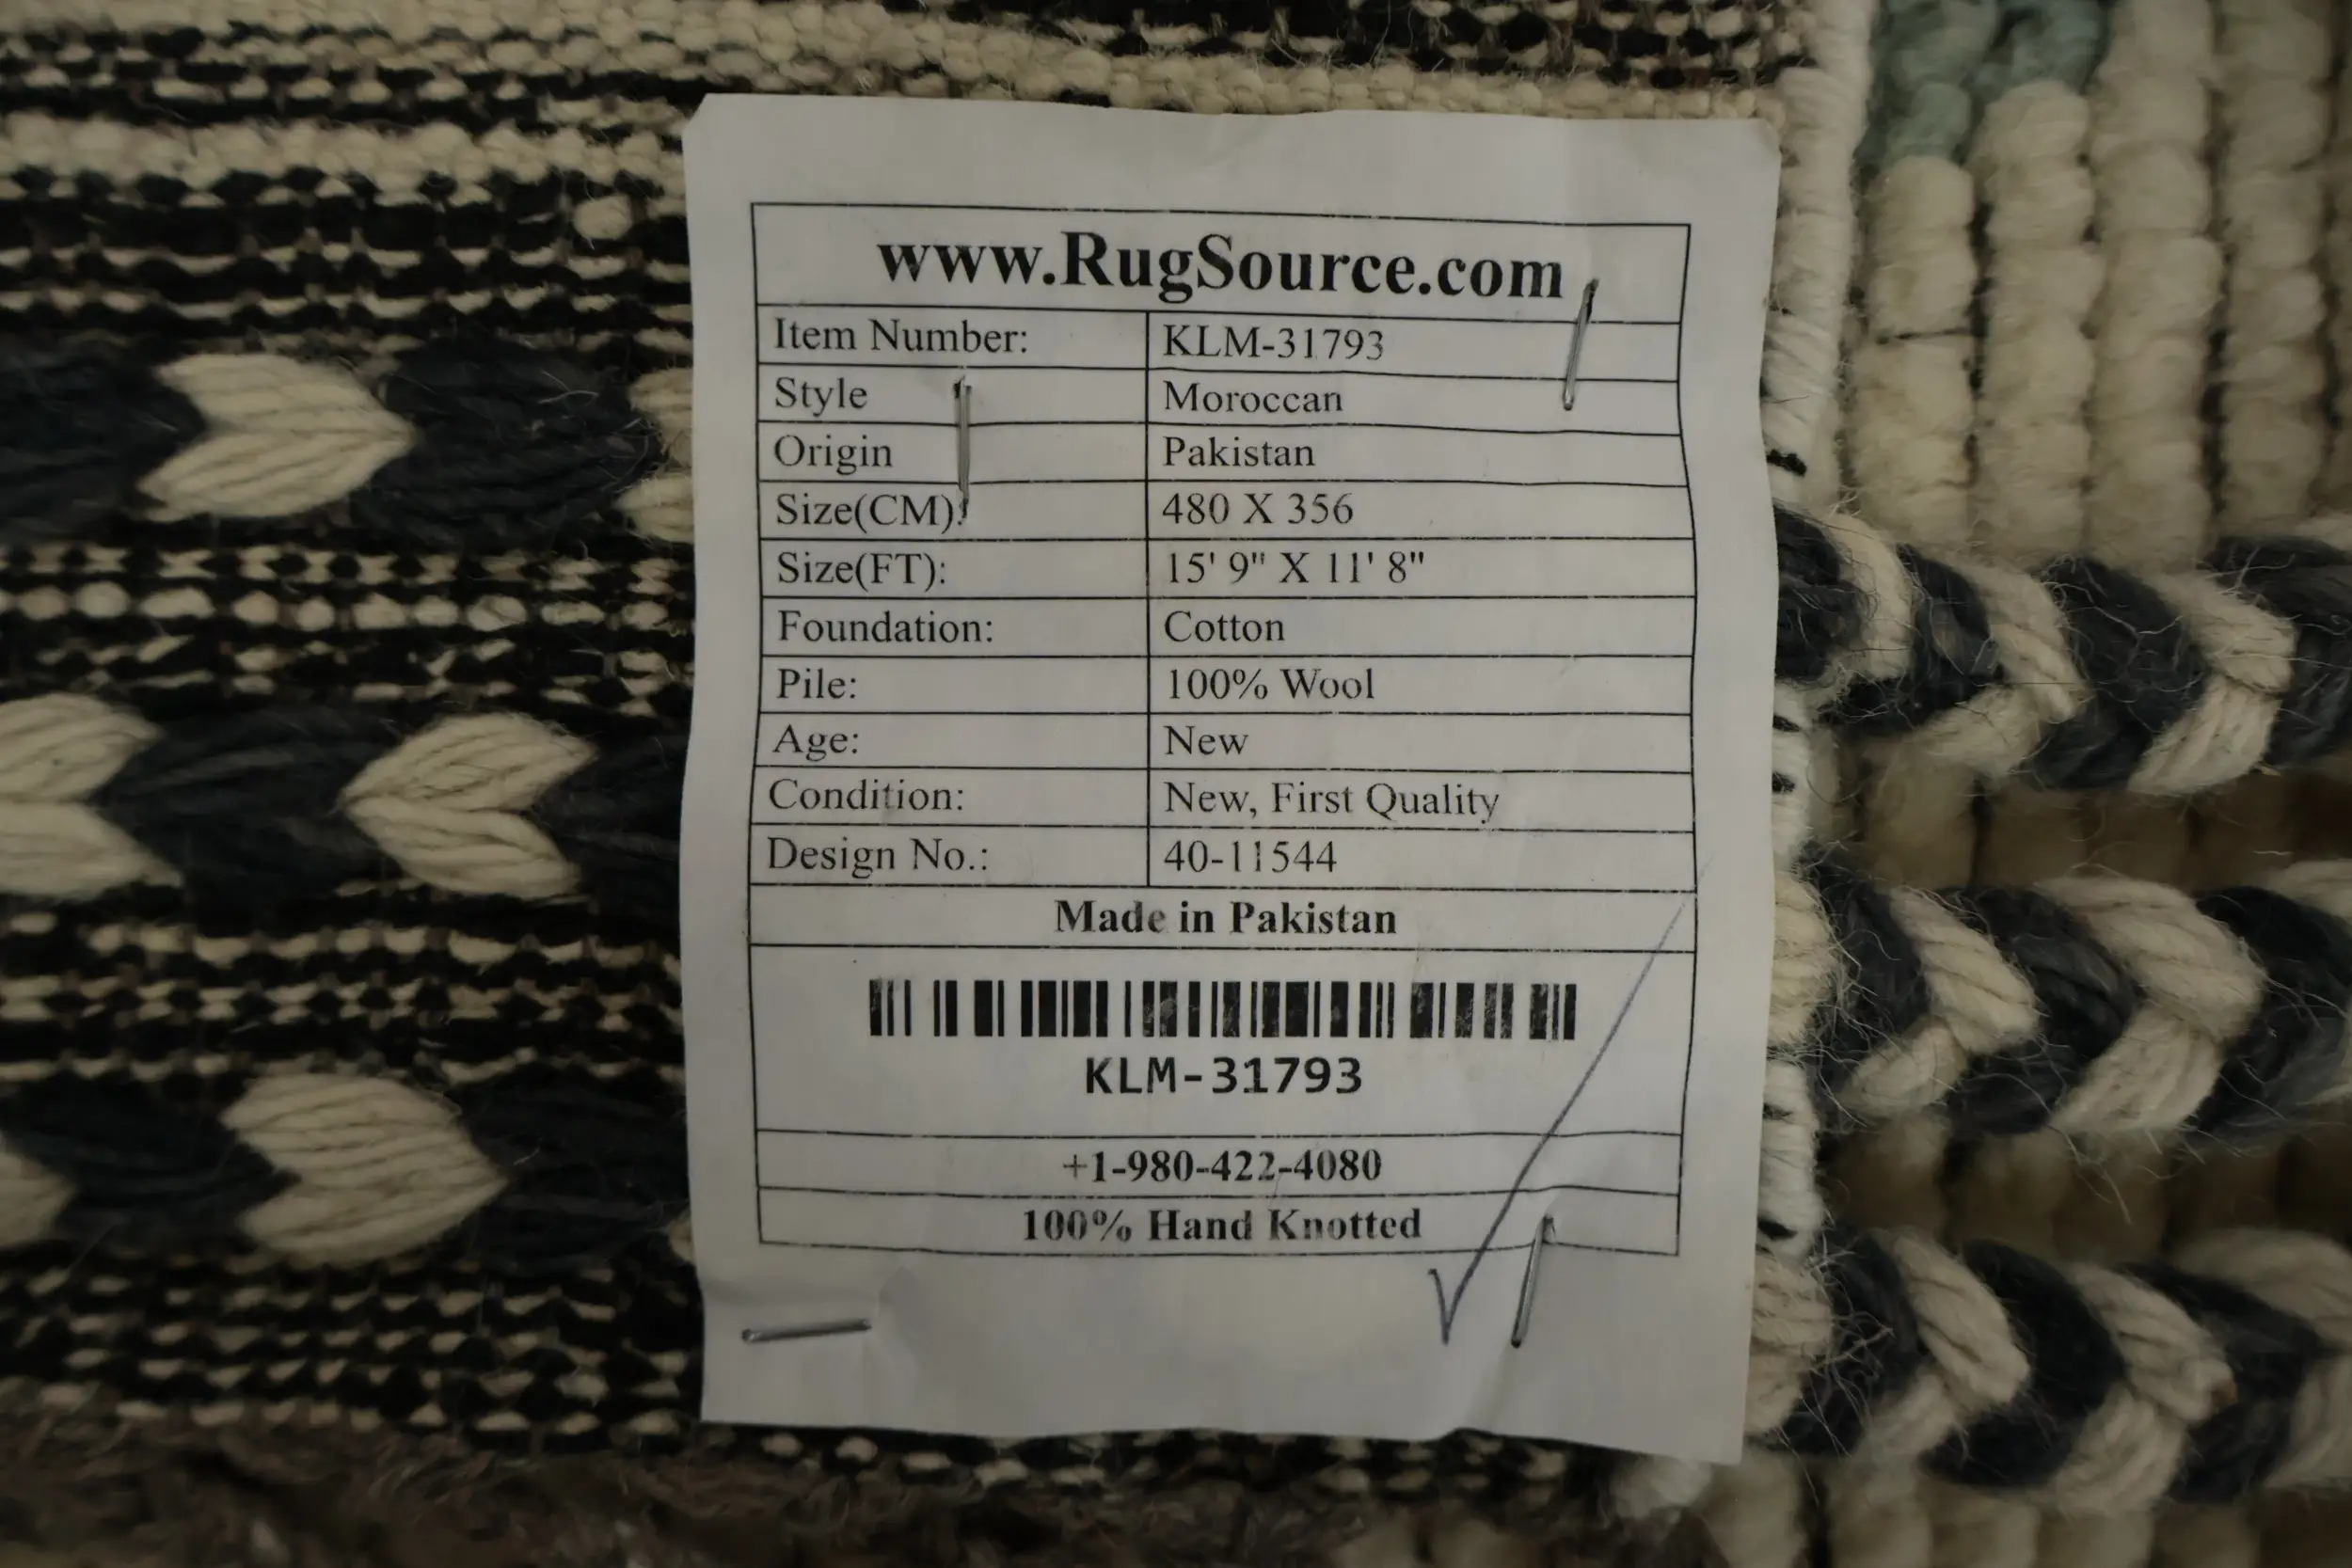 www.RugSource.com
Item Number: KLM-31793
Style Moroccan
Origin Pakistan
Size(CM): 480 X 356
Size(FT): 15' 9" X 11' 8"
Foundation: Cotton
Pile: 100% Wool
Age: New
Condition: New, First Quality
Design No.: 40-11544
Made in Pakistan
KLM-31793
+1-980-422-4080
100% Hand Knotted